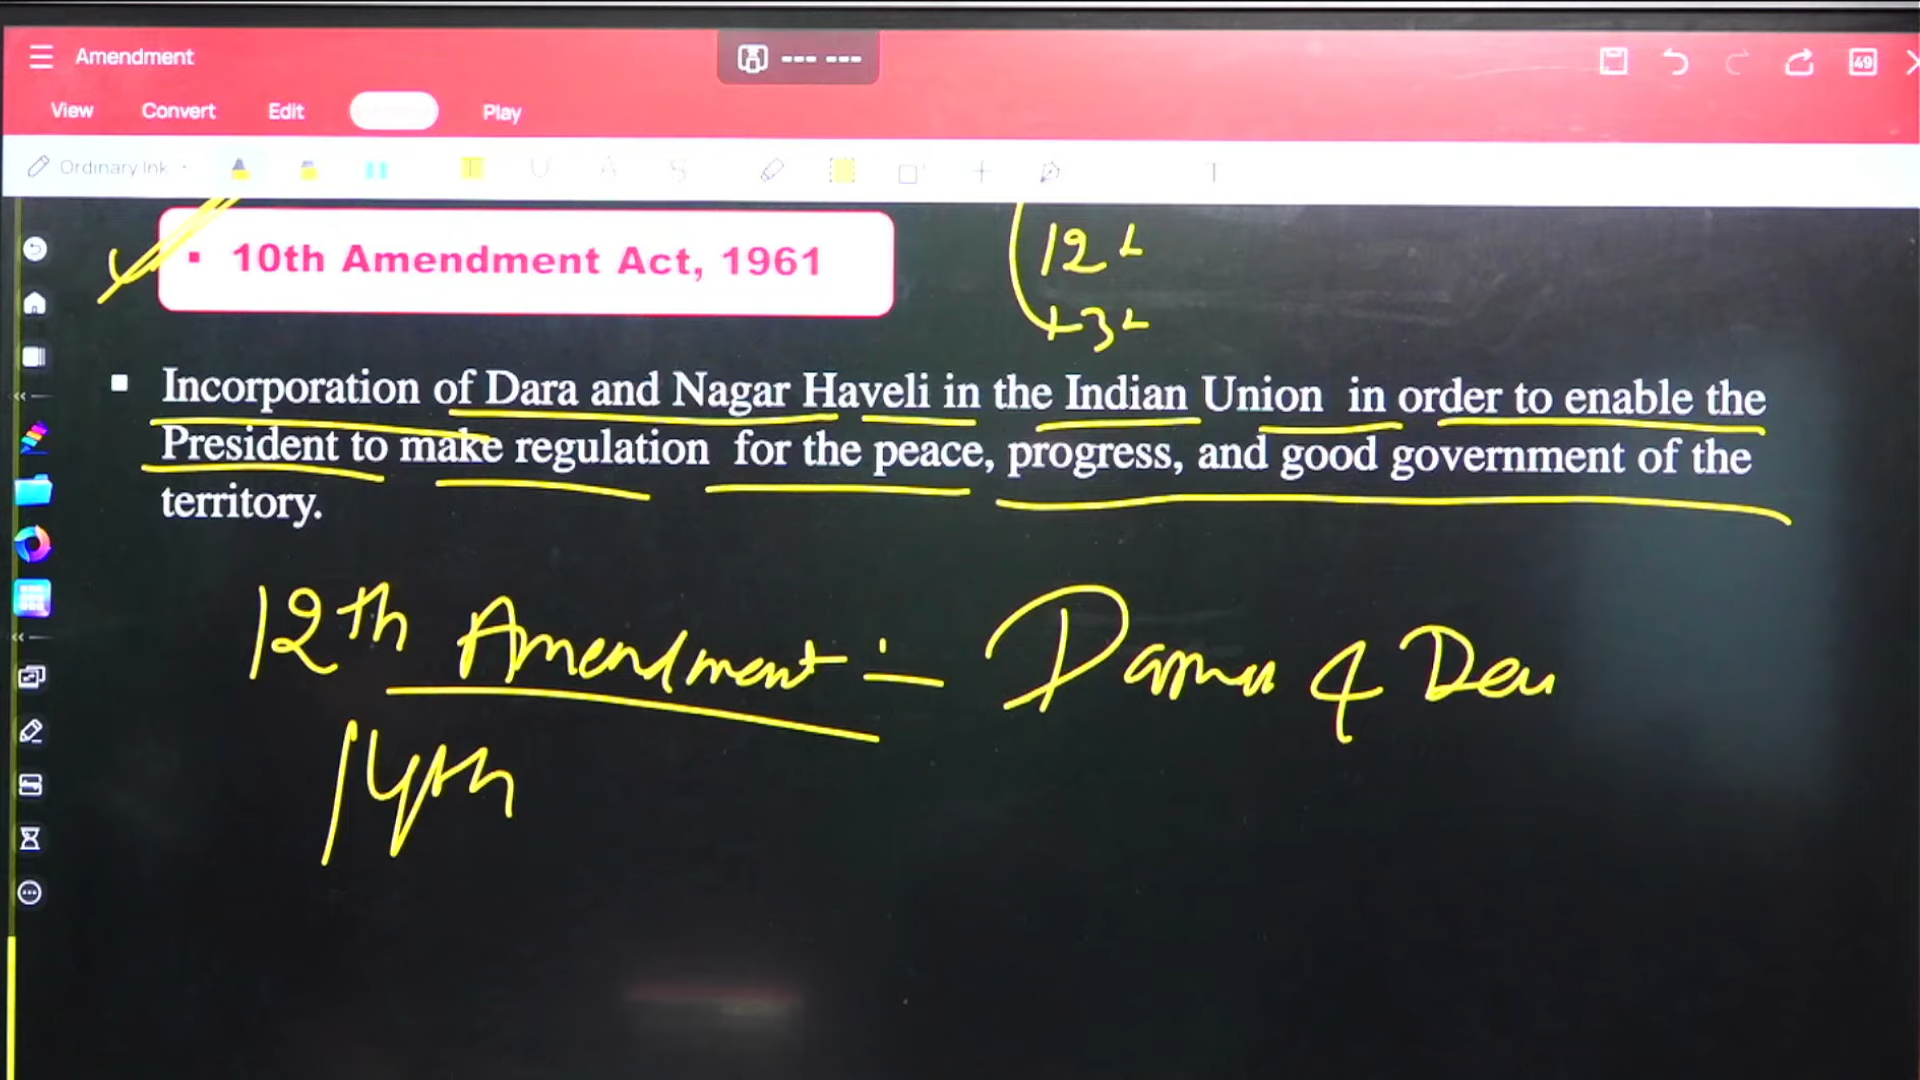 Amendment
View Convert Edit Play
49
Ordinary Ink
10th Amendment Act, 1961
12 L
+3 L
Incorporation of Dara and Nagar Haveli in the Indian Union in order to enable the
President to make regulation for the peace, progress, and good government of the
territory.
12th Amendment :- Daman & Deu
14th